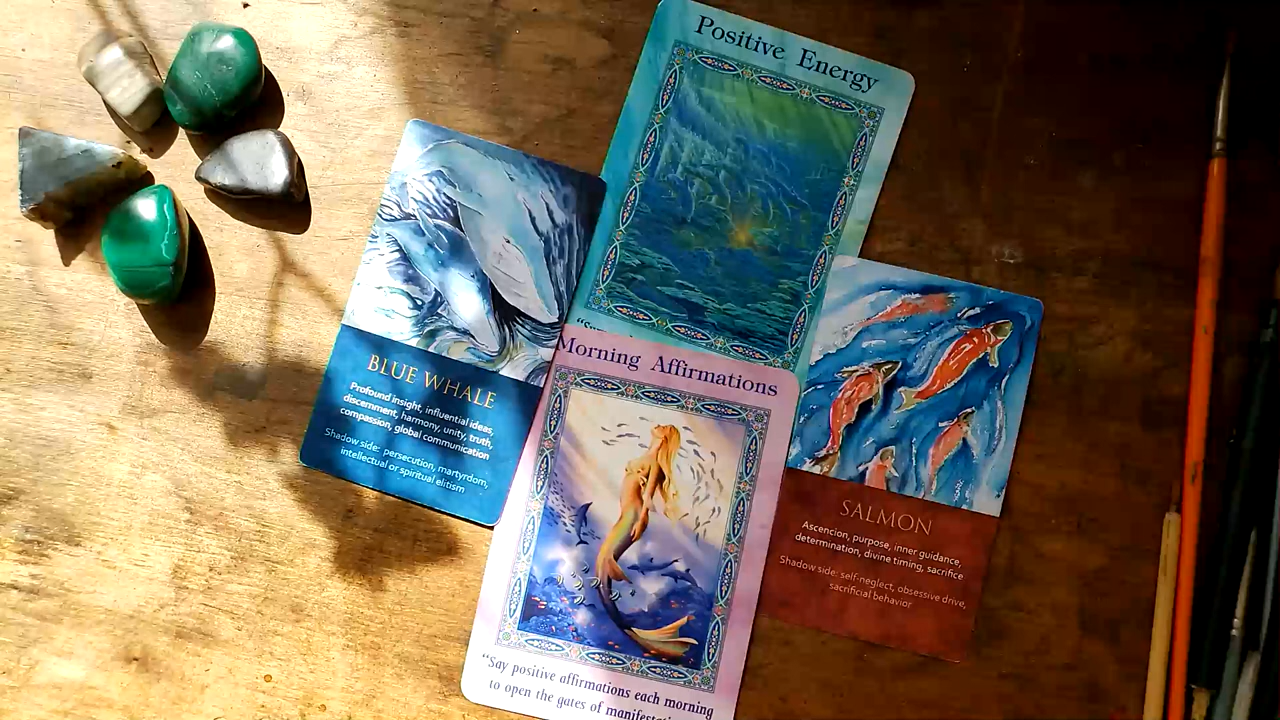 Positive Energy
BLUE WHALE
Profound insight, influential ideas,
discernment, harmony, unity, truth,
compassion, global communication
Shadow side: persecution, martyrdom,
intellectual or spiritual elitism
Morning Affirmations
"Say positive affirmations each morning
to open the gates of
SALMON
Ascencion, purpose, inner guidance,
determination, divine timing, sacrifice
Shadow side: self-neglect, obsessive drive,
sacrificial behavior